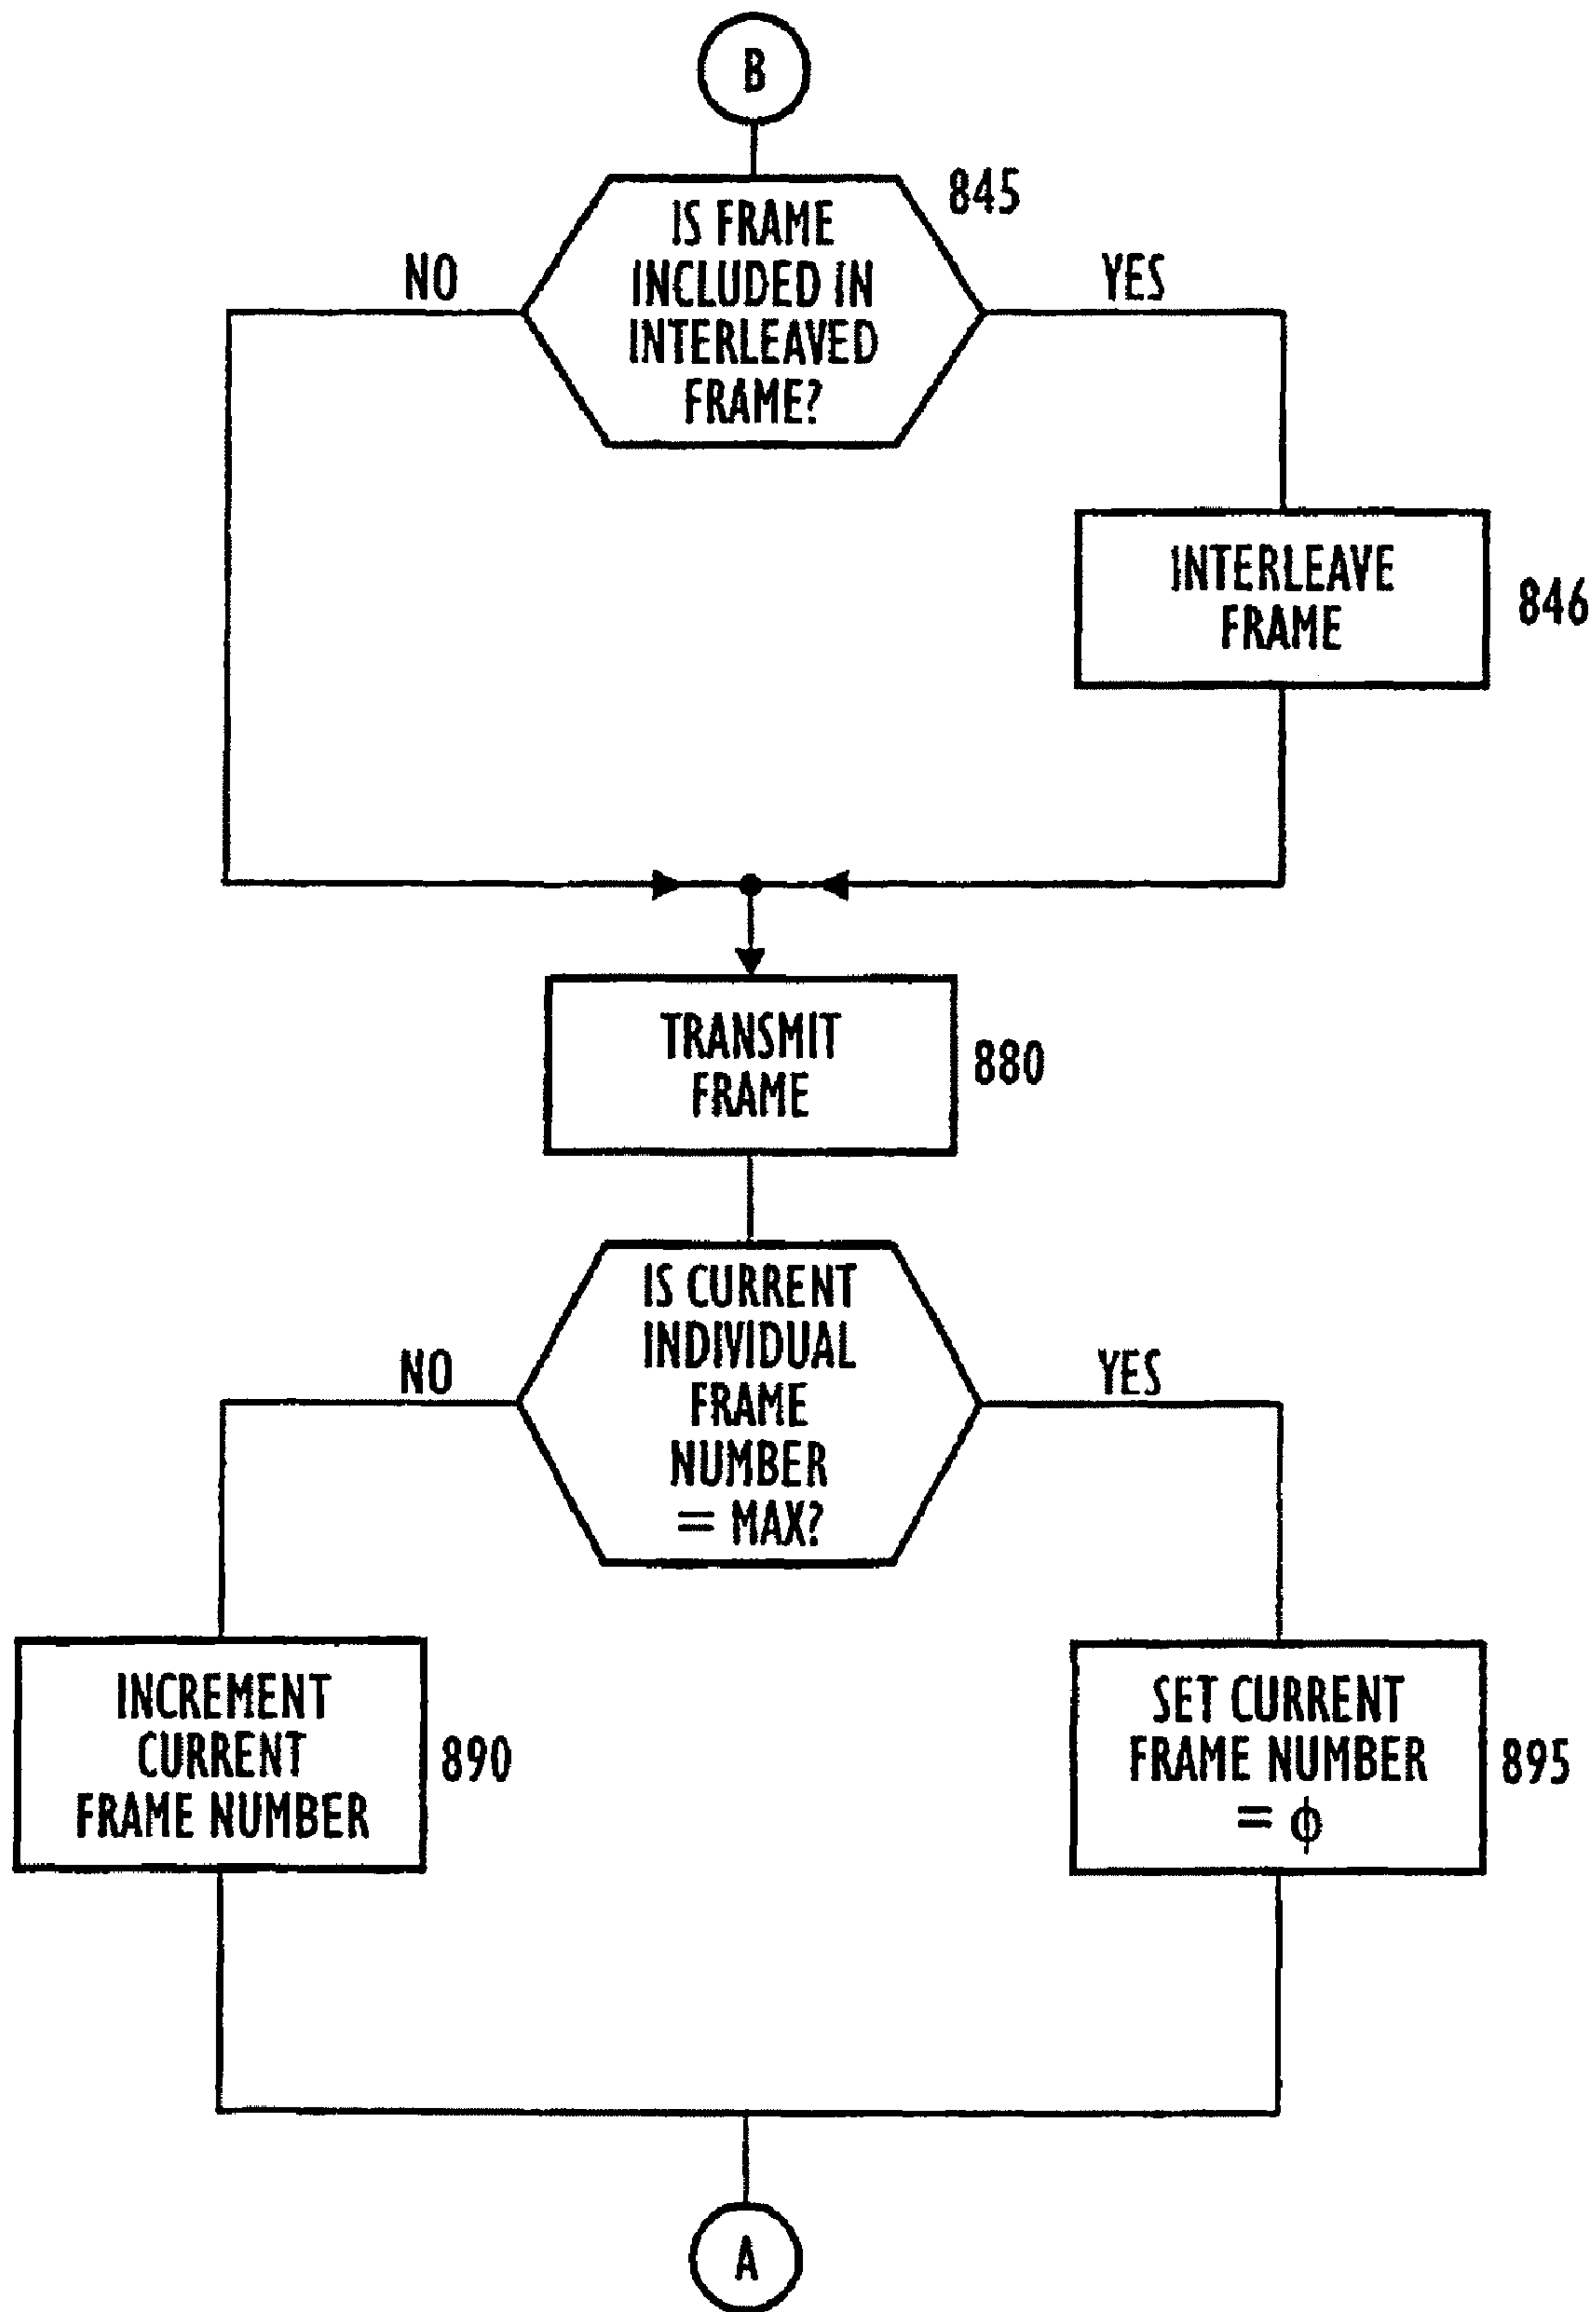 B
845
IS FRAME
INCLUDED IN
INTERLEAVED
FRAME?
NO
YES
INTERLEAVE
FRAME
846
TRANSMIT
FRAME
880
IS CURRENT
INDIVIDUAL
FRAME
NUMBER
= MAX?
NO
YES
INCREMENT
CURRENT
FRAME NUMBER
890
SET CURRENT
FRAME NUMBER
= ϕ
895
A